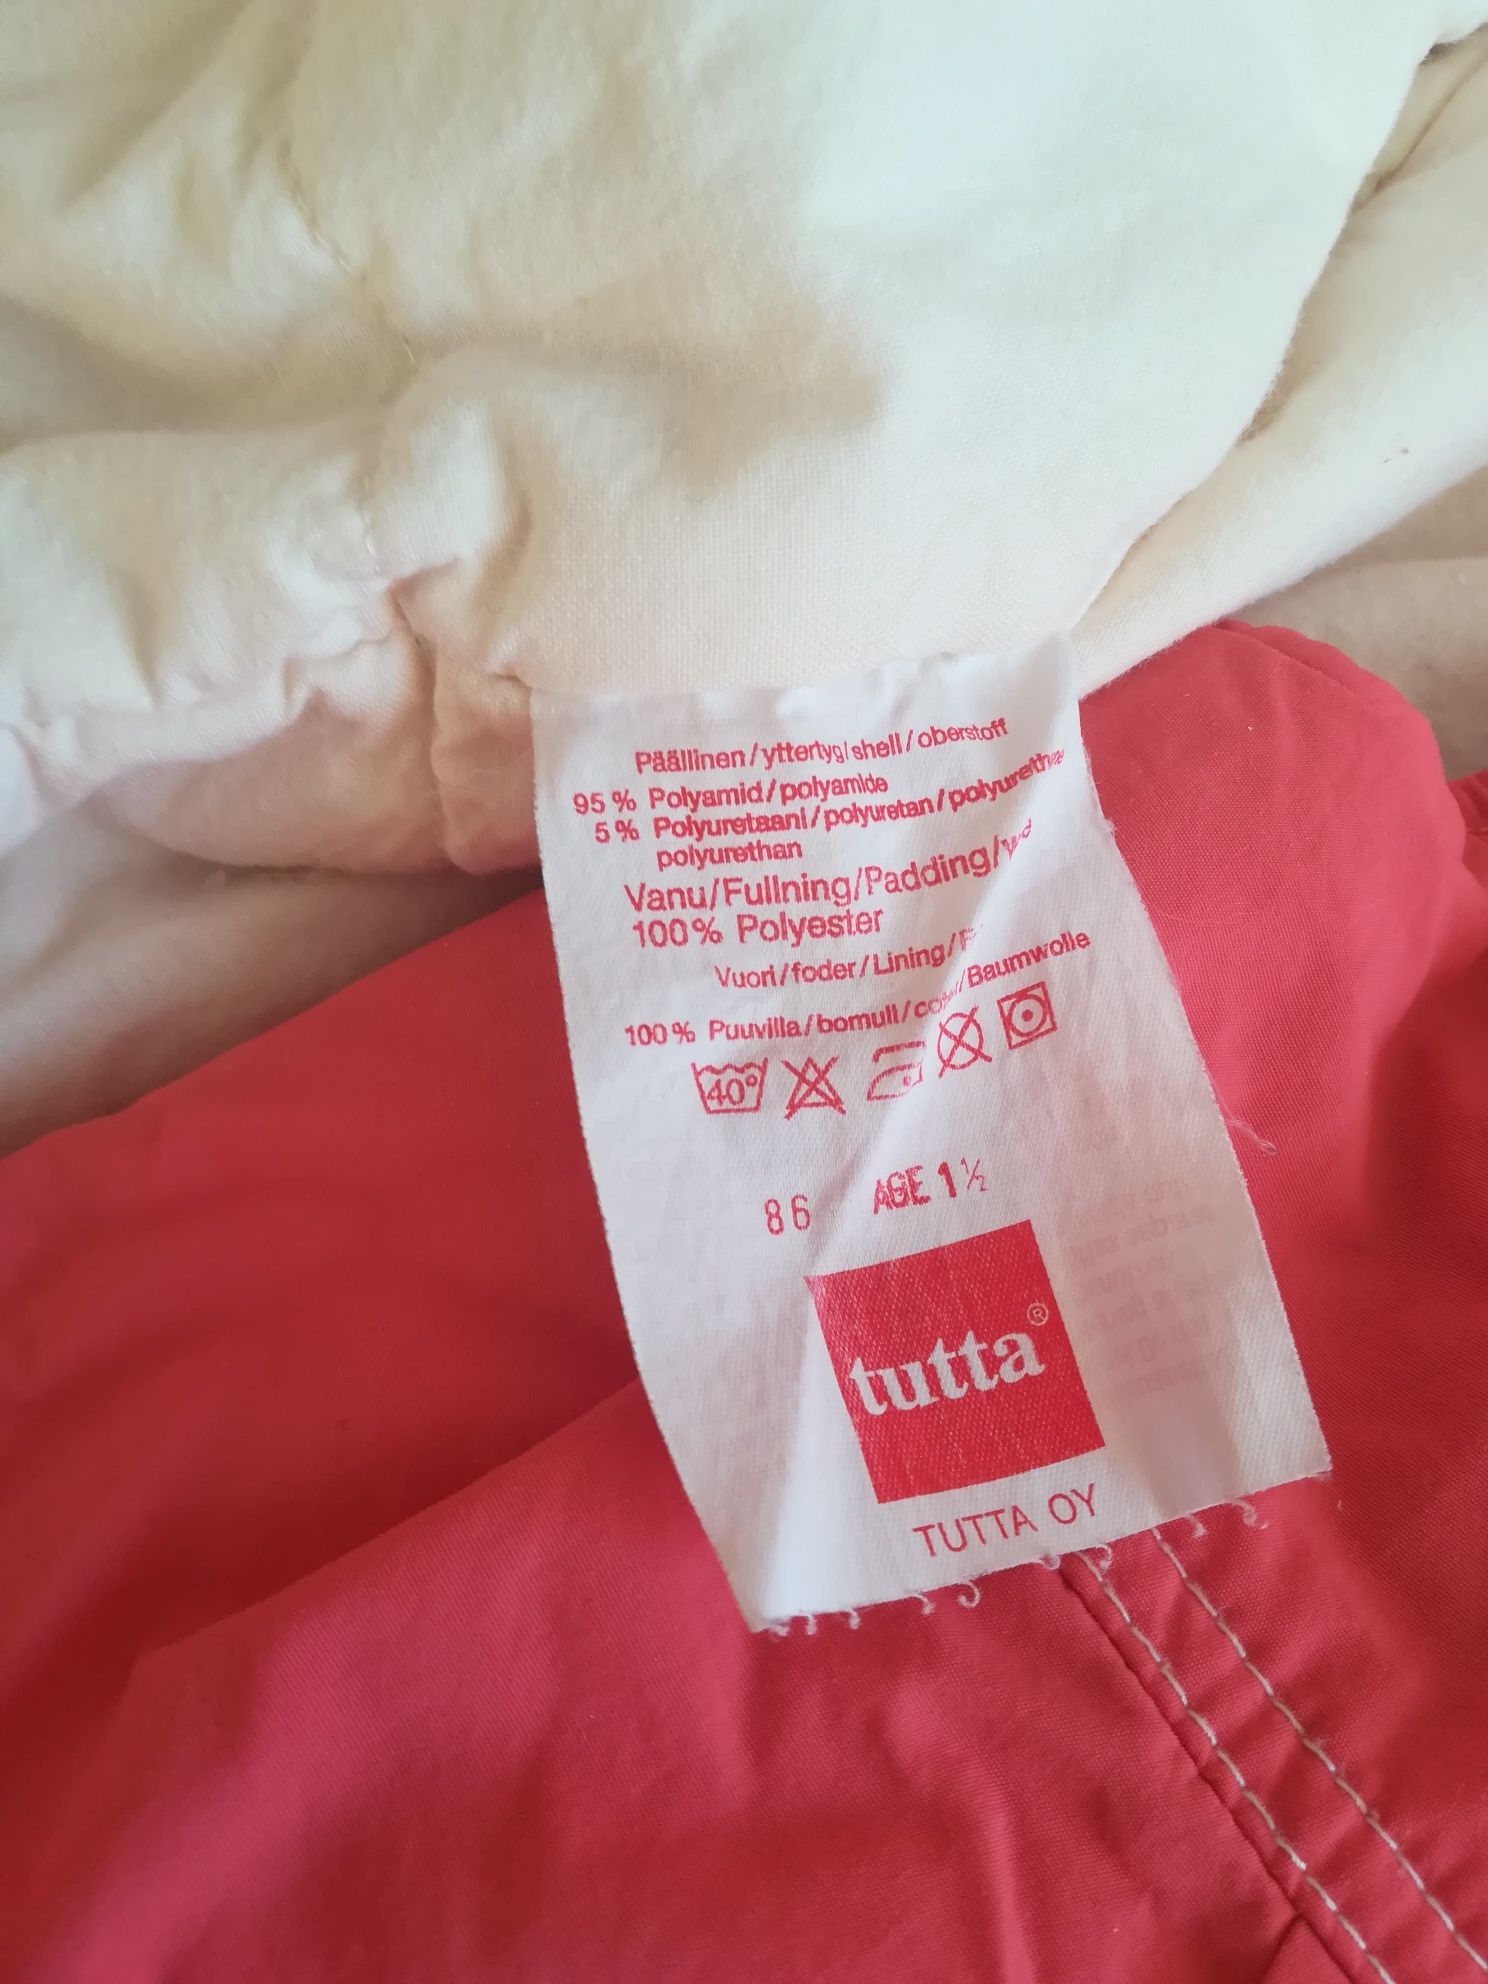 Päällinen/yttertyg/shell/oberstoff
95% Polyamid/polyamide
5% Polyuretaani/polyuretan/polyurethane
polyurethan
Vanu/Fullning/Padding/
100% Polyester
Vuori/foder/Lining/
100% Puuvilla/bomull/ /Baumwolle
40°
86 AGE 1½
tutta®
TUTTA OY